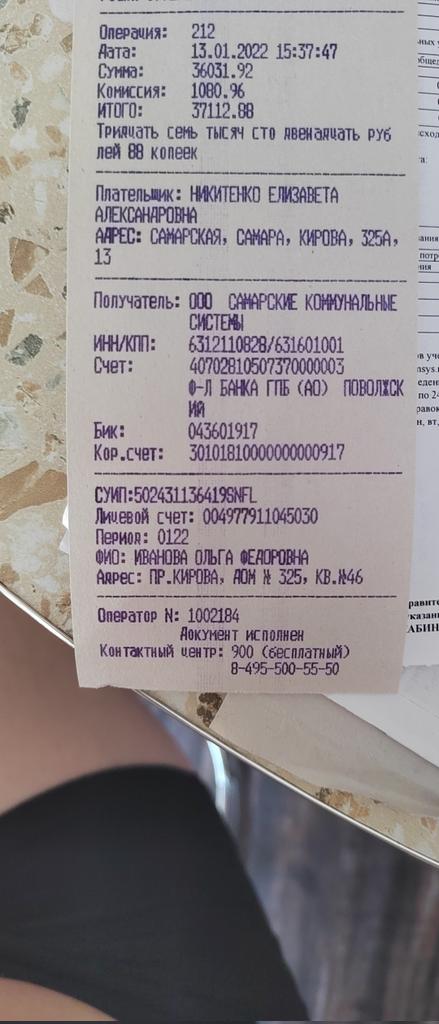 Операция: 212
Дата: 13.01.2022 15:37:47
Сумма: 36031.92
Комиссия: 1080.96
ИТОГО: 37112.88
Тридцать семь тысяч сто двенадцать руб
лей 88 копеек
Плательщик: НИКИТЕНКО ЕЛИЗАВЕТА
АЛЕКСАНДРОВНА
АДРЕС: САМАРСКАЯ, САМАРА, КИРОВА, 325А,
13
Получатель: ООО САМАРСКИЕ КОММУНАЛЬНЫЕ
СИСТЕМЫ
ИНН/КПП: 6312110828/631601001
Счет: 40702810507370000003
Ф-Л БАНКА ГПБ (АО) ПОВОЛЖСК
ИЙ
Бик: 043601917
Кор.счет: 30101810000000000917
СУИП:502431136419SNFL
Лицевой счет: 004977911045030
Период: 0122
ФИО: ИВАНОВА ОЛЬГА ФЕДОРОВНА
Адрес: ПР.КИРОВА, ДОМ № 325, КВ.№46
Оператор N: 1002184
Документ исполнен
Контактный центр: 900 (бесплатный)
8-495-500-55-50